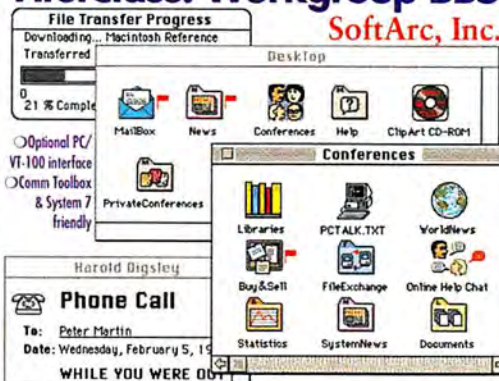 Workgroup BBS
SoftArc, Inc.
File Transfer Progress
Downloading... Macintosh Reference
Transferred
0
21 % Comple
Desktop
MailBox
News
Conferences
Help
ClipArt CD-ROM
PrivateConferences
Optional PC/
VT-100 interface
Comm Toolbox
& System 7
friendly
Conferences
Libraries
PCTALK.TXT
WorldNews
Buy&Sell
FileExchange
Online Help Chat
Statistics
SystemNews
Documents
Harold Digsley
Phone Call
To: Peter Martin
Date: Wednesday, February 5, 19
WHILE YOU WERE OUT